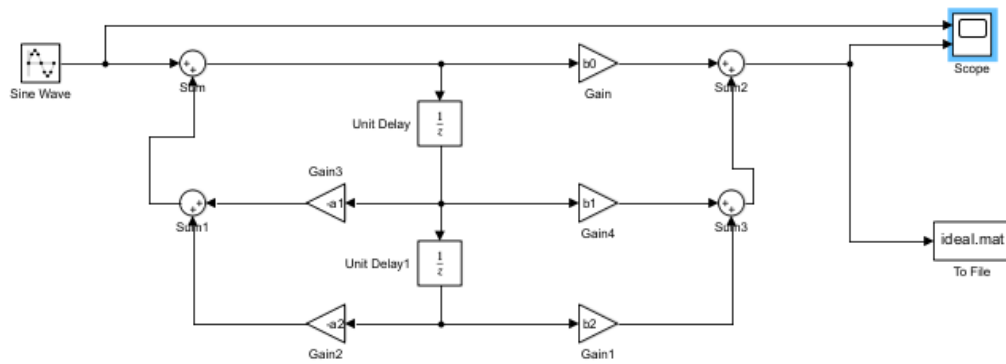 Sine Wave
+
+
Sum
b0
Gain
+
+
Sum2
Scope
Unit Delay
1
z
Gain3
-a1
+
+
Sum1
b1
Gain4
+
+
Sum3
Unit Delay1
1
z
ideal.mat
To File
-a2
Gain2
b2
Gain1